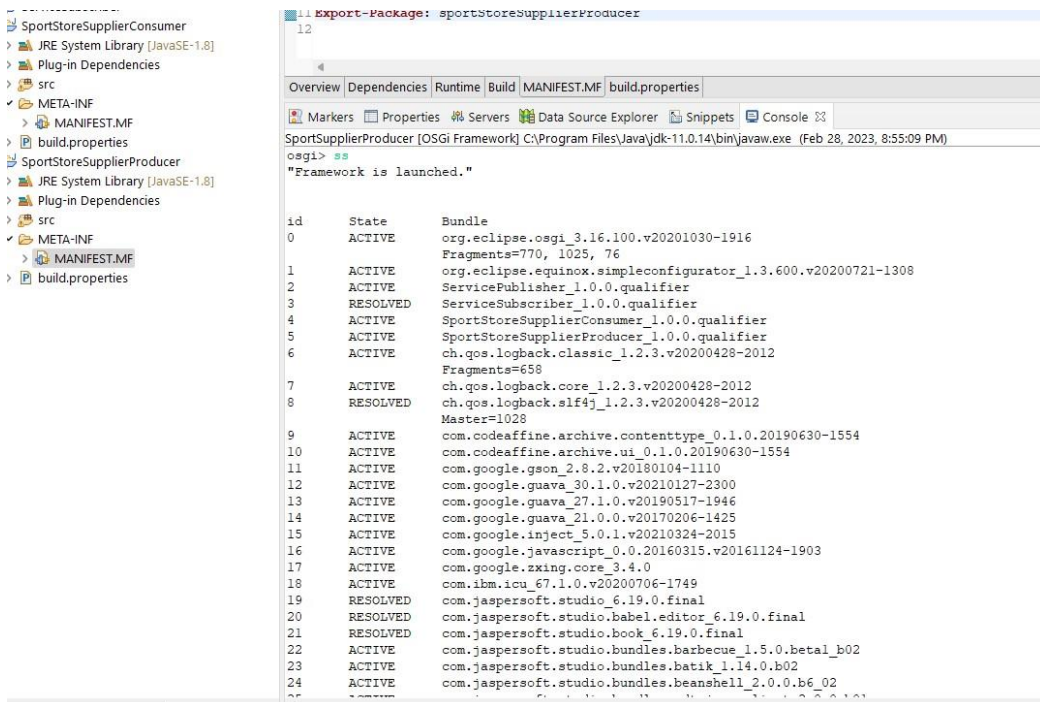 SportStoreSupplierConsumer
JRE System Library [JavaSE-1.8]
Plug-in Dependencies
src
META-INF
MANIFEST.MF
build.properties
SportStoreSupplierProducer
JRE System Library [JavaSE-1.8]
Plug-in Dependencies
src
META-INF
MANIFEST.MF
build.properties
11 Export-Package: sportStoreSupplierProducer
12
Overview Dependencies Runtime Build MANIFEST.MF build.properties
Markers Properties Servers Data Source Explorer Snippets Console
SportSupplierProducer [OSGi Framework] C:\Program Files\Java\jdk-11.0.14\bin\javaw.exe (Feb 28, 2023, 8:55:09 PM)
osgi> ss
"Framework is launched."
id State Bundle
0 ACTIVE org.eclipse.osgi_3.16.100.v20201030-1916
Fragments=770, 1025, 76
1 ACTIVE org.eclipse.equinox.simpleconfigurator_1.3.600.v20200721-1308
2 ACTIVE ServicePublisher_1.0.0.qualifier
3 RESOLVED ServiceSubscriber_1.0.0.qualifier
4 ACTIVE SportStoreSupplierConsumer_1.0.0.qualifier
5 ACTIVE SportStoreSupplierProducer_1.0.0.qualifier
6 ACTIVE ch.qos.logback.classic_1.2.3.v20200428-2012
Fragments=658
7 ACTIVE ch.qos.logback.core_1.2.3.v20200428-2012
8 RESOLVED ch.qos.logback.slf4j_1.2.3.v20200428-2012
Master=1028
9 ACTIVE com.codeaffine.archive.contenttype_0.1.0.20190630-1554
10 ACTIVE com.codeaffine.archive.ui_0.1.0.20190630-1554
11 ACTIVE com.google.gson_2.8.2.v20180104-1110
12 ACTIVE com.google.guava_30.1.0.v20210127-2300
13 ACTIVE com.google.guava_27.1.0.v20190517-1946
14 ACTIVE com.google.guava_21.0.0.v20170206-1425
15 ACTIVE com.google.inject_5.0.1.v20210324-2015
16 ACTIVE com.google.javascript_0.0.20160315.v20161124-1903
17 ACTIVE com.google.zxing.core_3.4.0
18 ACTIVE com.ibm.icu_67.1.0.v20200706-1749
19 RESOLVED com.jaspersoft.studio_6.19.0.final
20 RESOLVED com.jaspersoft.studio.babel.editor_6.19.0.final
21 RESOLVED com.jaspersoft.studio.book_6.19.0.final
22 ACTIVE com.jaspersoft.studio.bundles.barbecue_1.5.0.beta1_b02
23 ACTIVE com.jaspersoft.studio.bundles.batik_1.14.0.b02
24 ACTIVE com.jaspersoft.studio.bundles.beanshell_2.0.0.b6_02